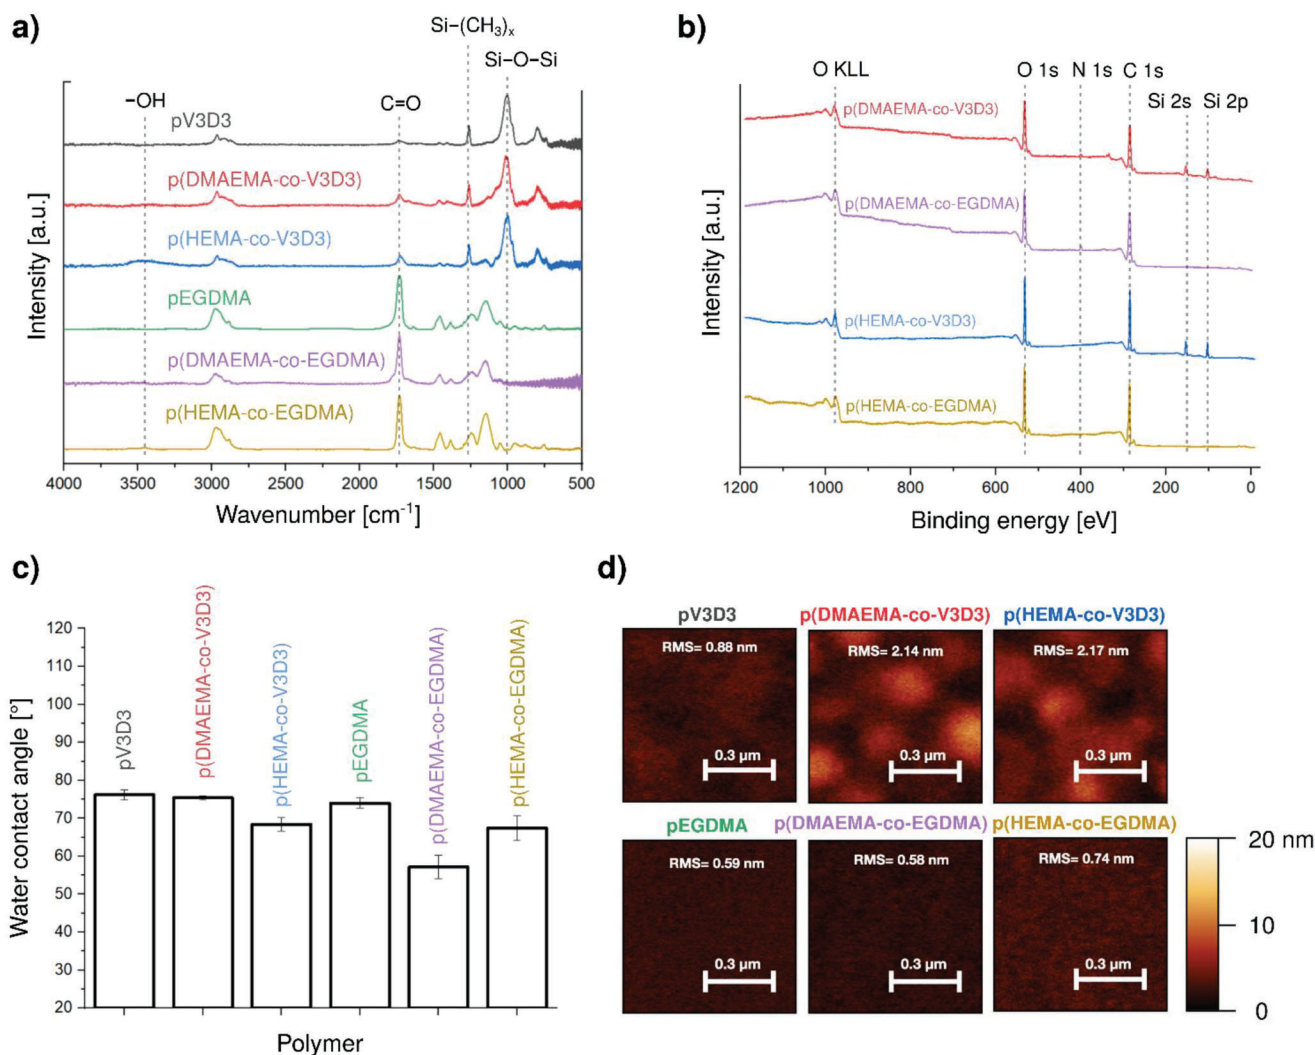 a)
Si–(CH3)x
Si–O–Si
–OH
C=O
pV3D3
p(DMAEMA-co-V3D3)
p(HEMA-co-V3D3)
pEGDMA
p(DMAEMA-co-EGDMA)
p(HEMA-co-EGDMA)
Intensity [a.u.]
4000 3500 3000 2500 2000 1500 1000 500
Wavenumber [cm-1]
b)
O KLL
O 1s N 1s C 1s
Si 2s Si 2p
p(DMAEMA-co-V3D3)
p(DMAEMA-co-EGDMA)
p(HEMA-co-V3D3)
p(HEMA-co-EGDMA)
Intensity [a.u.]
1200 1000 800 600 400 200 0
Binding energy [eV]
c)
Water contact angle [°]
120
110
100
90
80
70
60
50
40
30
20
pV3D3
p(DMAEMA-co-V3D3)
p(HEMA-co-V3D3)
pEGDMA
p(DMAEMA-co-EGDMA)
p(HEMA-co-EGDMA)
Polymer
d)
pV3D3 p(DMAEMA-co-V3D3) p(HEMA-co-V3D3)
RMS= 0.88 nm RMS= 2.14 nm RMS= 2.17 nm
0.3 µm 0.3 µm 0.3 µm
pEGDMA p(DMAEMA-co-EGDMA) p(HEMA-co-EGDMA)
RMS= 0.59 nm RMS= 0.58 nm RMS= 0.74 nm
0.3 µm 0.3 µm 0.3 µm
20 nm
10
0